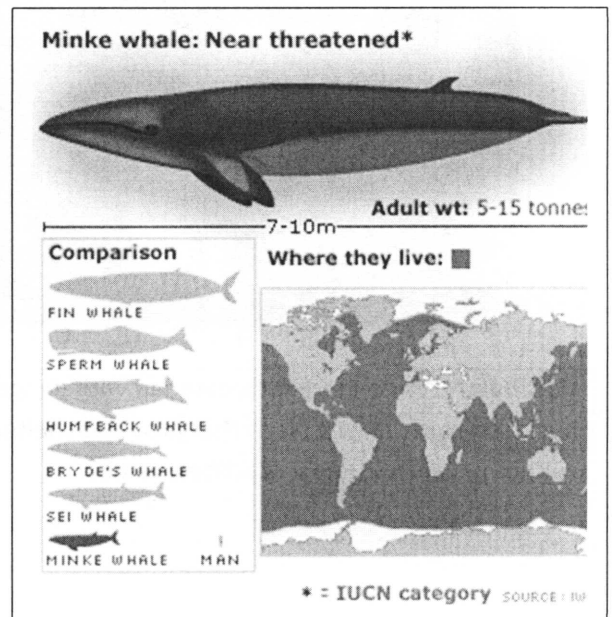 Minke whale: Near threatened*
Adult wt: 5-15 tonnes
7-10m
Comparison
Where they live:
FIN WHALE
SPERM WHALE
HUMPBACK WHALE
BRYDE'S WHALE
SEI WHALE
MINKE WHALE MAN
* = IUCN category SOURCE: IW